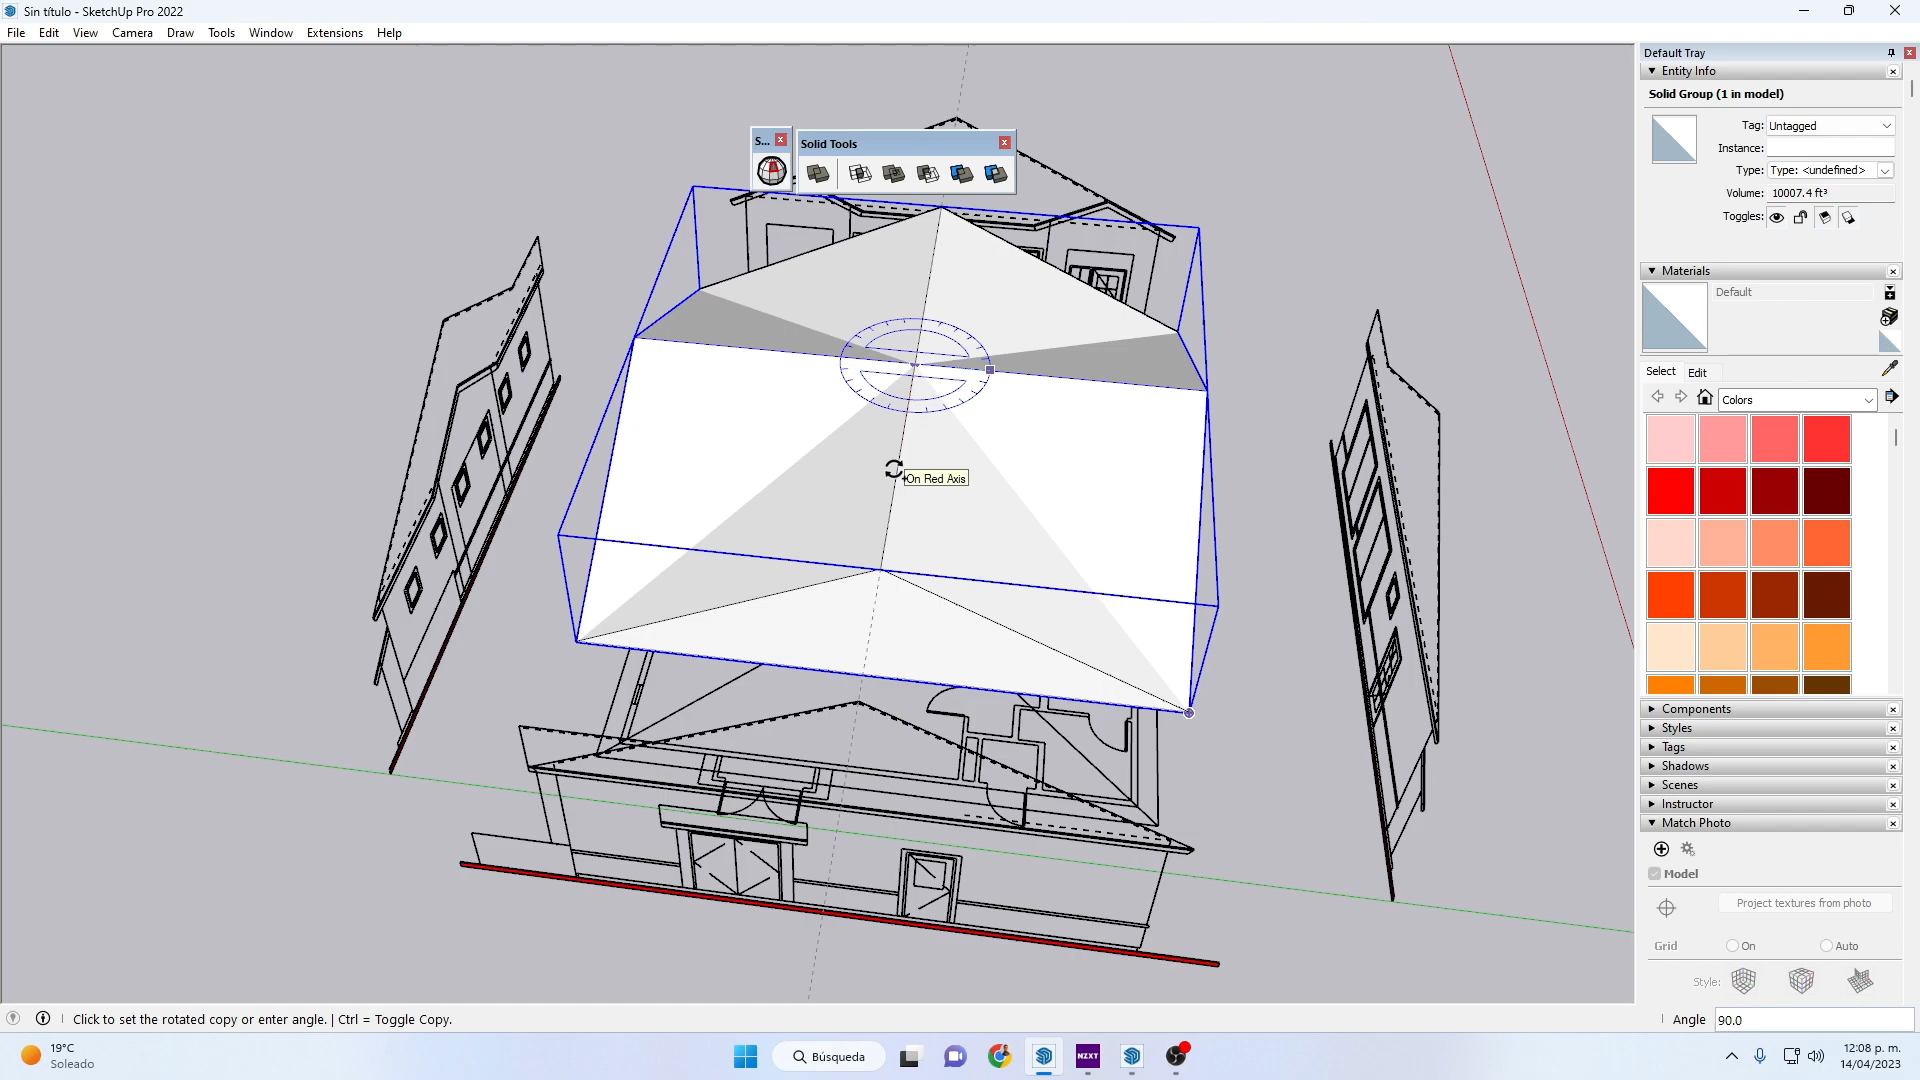 Sin título - SketchUp Pro 2022
File Edit View Camera Draw Tools Window Extensions Help
Default Tray
Entity Info
Solid Group (1 in model)
Tag: Untagged
Instance:
Type: Type: <undefined>
Volume: 10007.4 ft³
Toggles:
S...
Solid Tools
On Red Axis
Materials
Default
Select Edit
Colors
Components
Styles
Tags
Shadows
Scenes
Instructor
Match Photo
Model
Project textures from photo
Grid On Auto
Style:
Click to set the rotated copy or enter angle. | Ctrl = Toggle Copy.
Angle 90.0
19°C
Soleado
Búsqueda
NZXT
12:08 p. m.
14/04/2023